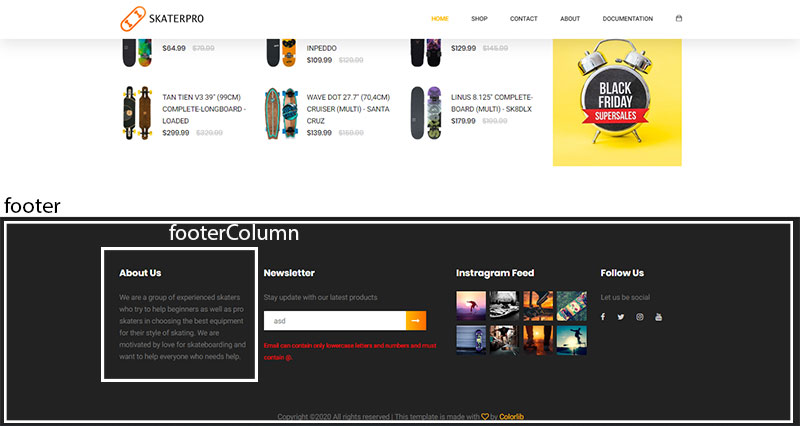 SKATERPRO
HOME SHOP CONTACT ABOUT DOCUMENTATION
$64.99 $79.99
INPEDDO
$109.99 $129.99
$129.99 $145.99
TAN TIEN V3 39" (99CM)
COMPLETE-LONGBOARD -
LOADED
$299.99 $329.99
WAVE DOT 27.7" (70,4CM)
CRUISER (MULTI) - SANTA
CRUZ
$139.99 $159.99
LINUS 8.125" COMPLETE-
BOARD (MULTI) - SK8DLX
$179.99 $199.99
BLACK
FRIDAY
SUPERSALES
footer
footerColumn
About Us
We are a group of experienced skaters
who try to help beginners as well as pro
skaters in choosing the best equipment
for their style of skating. We are
motivated by love for skateboarding and
want to help everyone who needs help.
Newsletter
Stay update with our latest products
asd
Email can contain only lowercase letters and numbers and must
contain @.
Instragram Feed
Follow Us
Let us be social
Copyright ©2020 All rights reserved | This template is made with ♡ by Colorlib